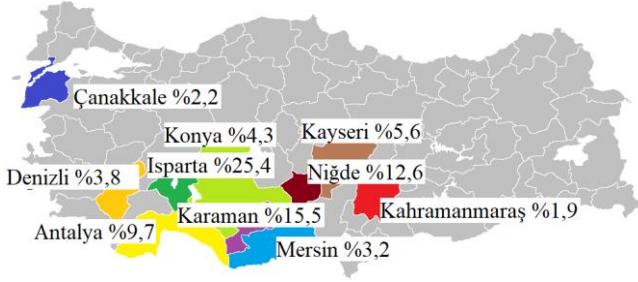 Çanakkale %2,2
Konya %4,3
Kayseri %5,6
Isparta %25,4
Niğde %12,6
Denizli %3,8
Karaman %15,5
Kahramanmaraş %1,9
Antalya %9,7
Mersin %3,2